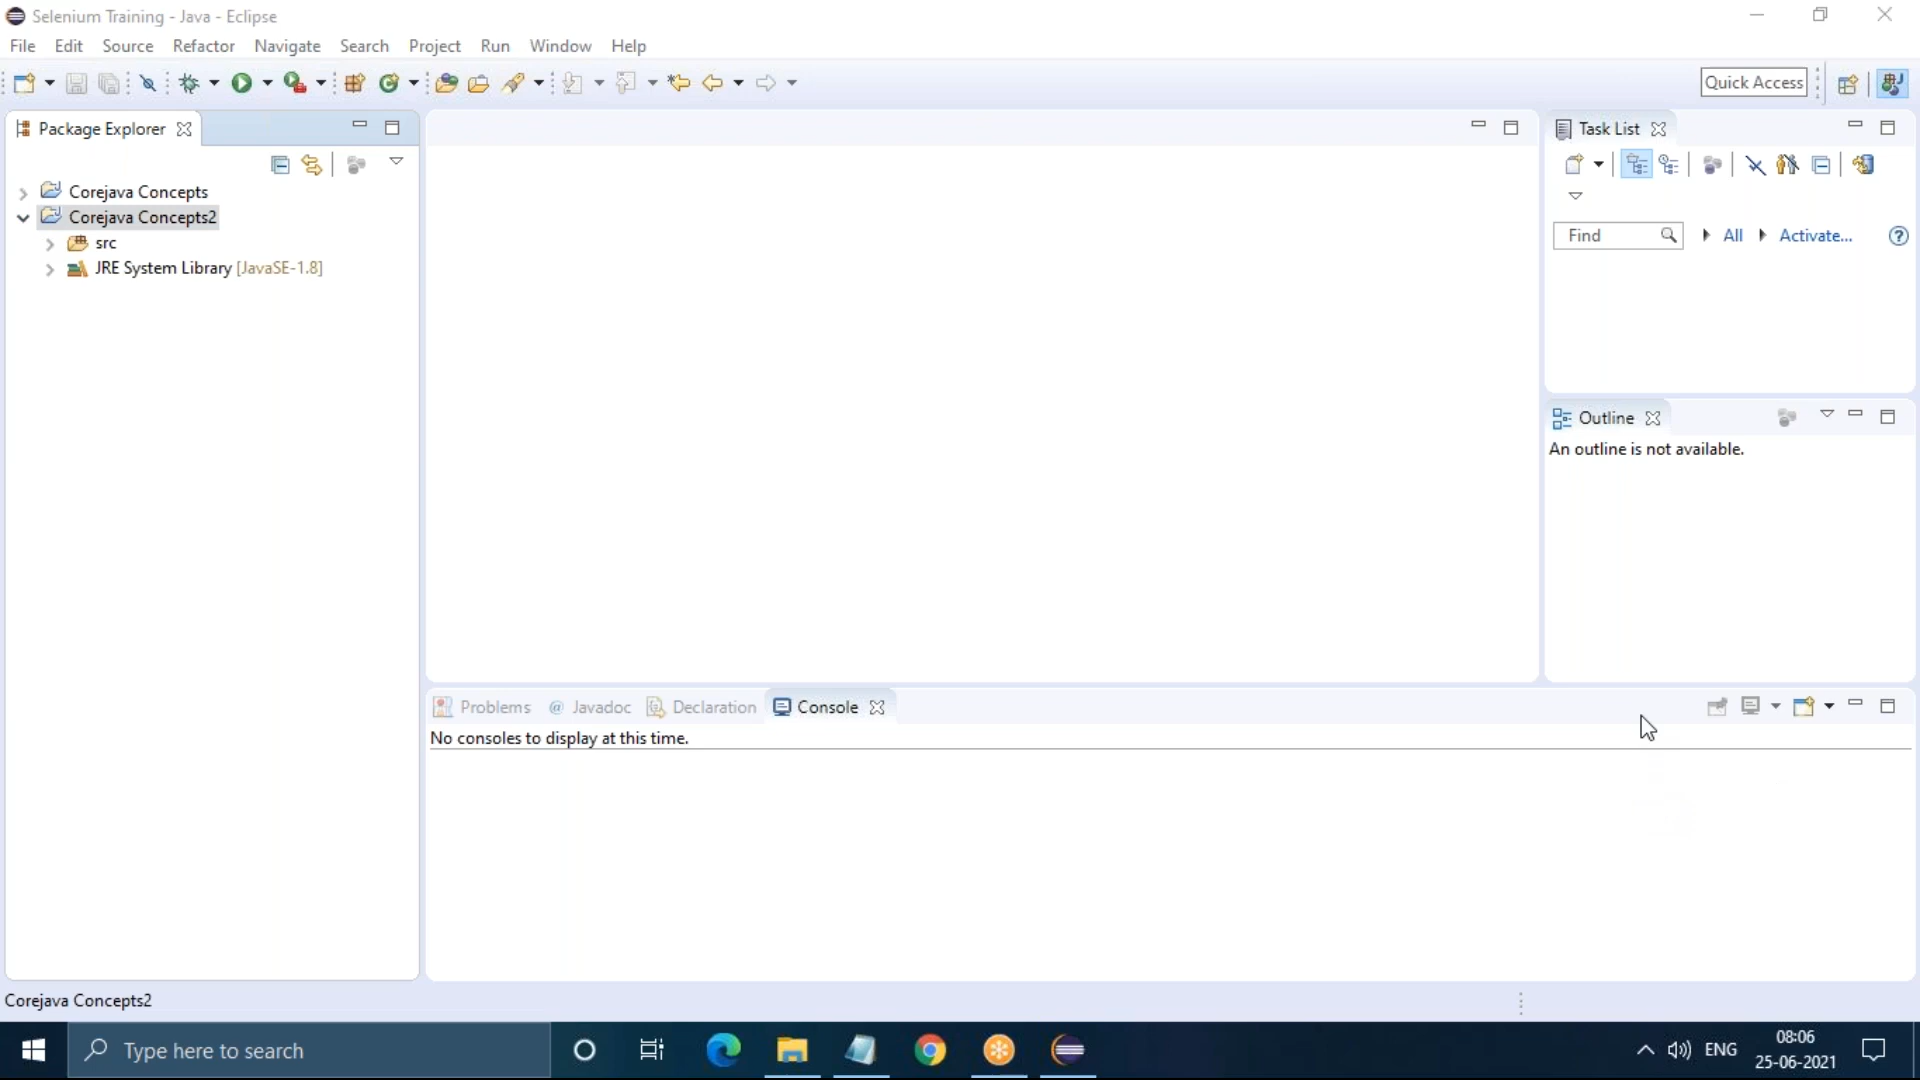 Selenium Training - Java - Eclipse
File Edit Source Refactor Navigate Search Project Run Window Help
Quick Access
Package Explorer
Task List
Corejava Concepts
Corejava Concepts2
src
JRE System Library [JavaSE-1.8]
Find
All
Activate...
Outline
An outline is not available.
Problems
@ Javadoc
Declaration
Console
No consoles to display at this time.
Corejava Concepts2
Type here to search
ENG
08:06
25-06-2021